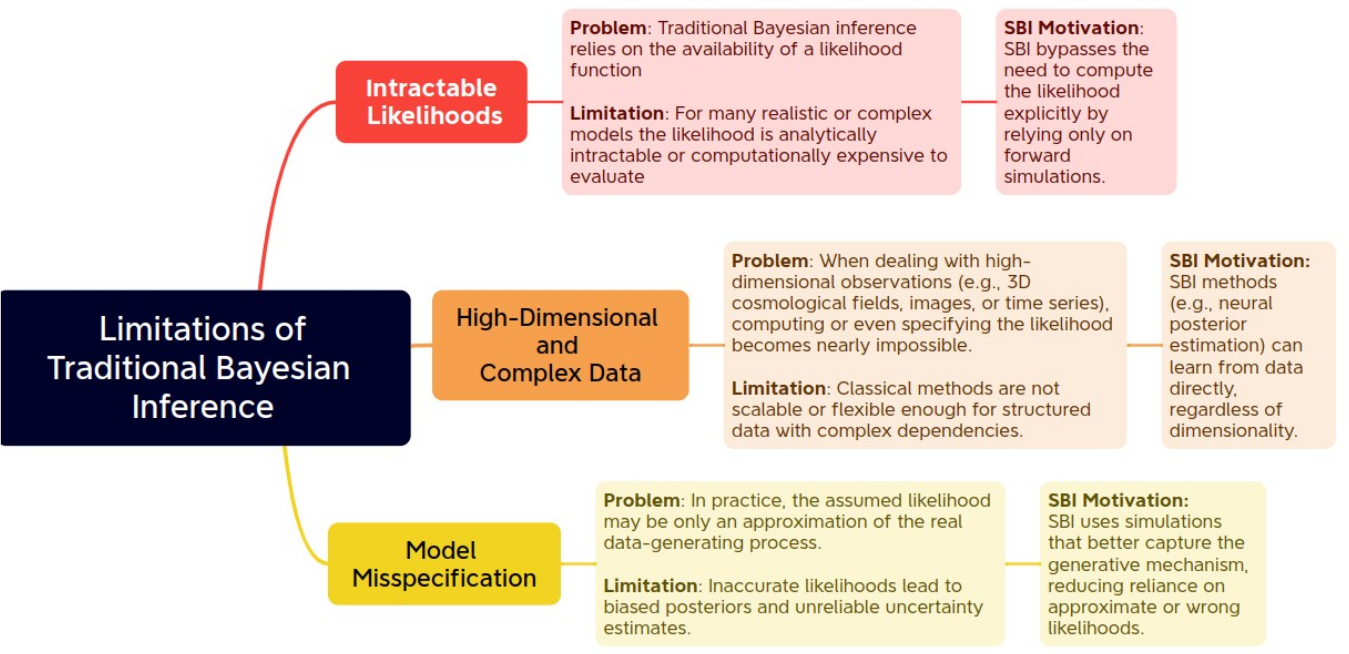 Limitations of
Traditional Bayesian
Inference
Intractable
Likelihoods
Problem: Traditional Bayesian inference
relies on the availability of a likelihood
function
Limitation: For many realistic or complex
models the likelihood is analytically
intractable or computationally expensive to
evaluate
SBI Motivation:
SBI bypasses the
need to compute
the likelihood
explicitly by
relying only on
forward
simulations.
High-Dimensional
and
Complex Data
Problem: When dealing with high-
dimensional observations (e.g., 3D
cosmological fields, images, or time series),
computing or even specifying the likelihood
becomes nearly impossible.
Limitation: Classical methods are not
scalable or flexible enough for structured
data with complex dependencies.
SBI Motivation:
SBI methods
(e.g., neural
posterior
estimation) can
learn from data
directly,
regardless of
dimensionality.
Model
Misspecification
Problem: In practice, the assumed likelihood
may be only an approximation of the real
data-generating process.
Limitation: Inaccurate likelihoods lead to
biased posteriors and unreliable uncertainty
estimates.
SBI Motivation:
SBI uses simulations
that better capture the
generative mechanism,
reducing reliance on
approximate or wrong
likelihoods.